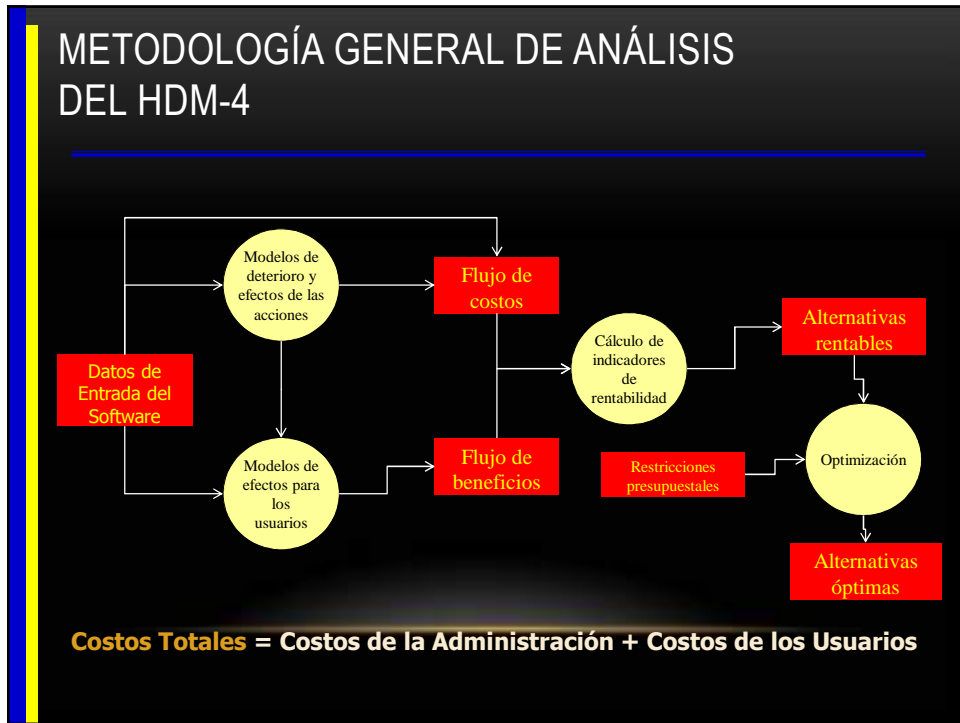 METODOLOGÍA GENERAL DE ANÁLISIS
DEL HDM-4
Modelos de
deterioro y
efectos de las
acciones
Flujo de
costos
Alternativas
rentables
Cálculo de
indicadores
de
rentabilidad
Datos de
Entrada del
Software
Modelos de
efectos para
los
usuarios
Flujo de
beneficios
Restricciones
presupuestales
Optimización
Alternativas
óptimas
Costos Totales = Costos de la Administración + Costos de los Usuarios